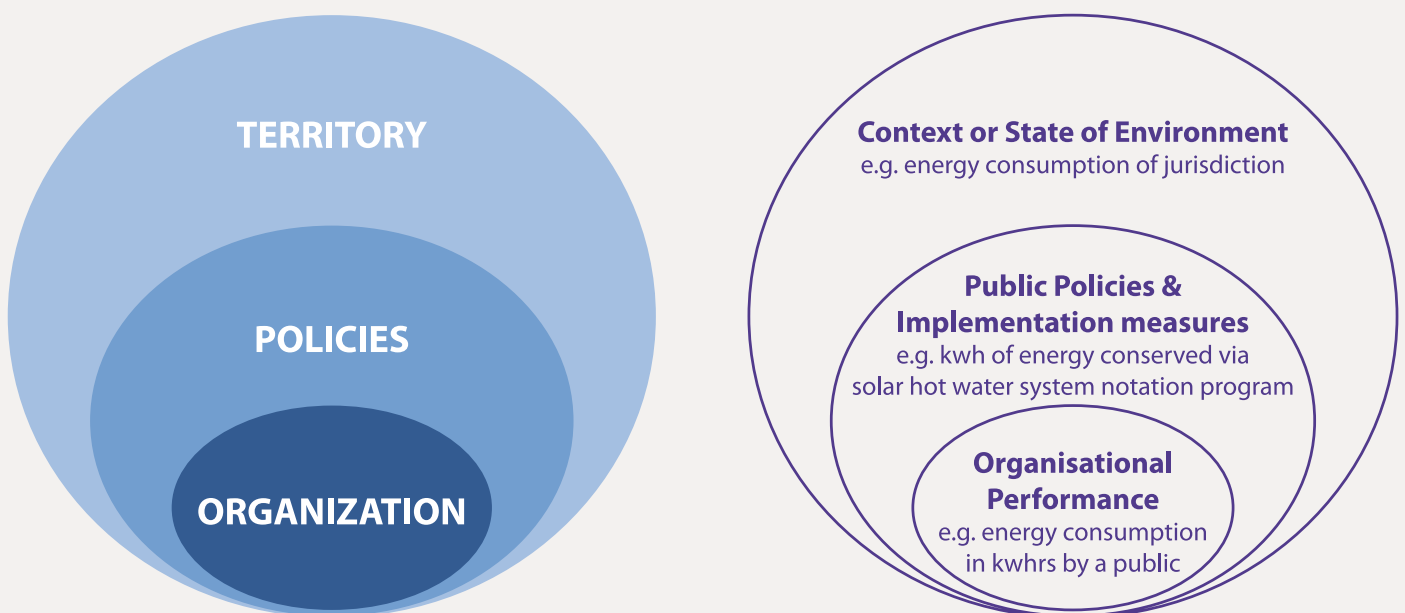 TERRITORY
POLICIES
ORGANIZATION
Context or State of Environment
e.g. energy consumption of jurisdiction
Public Policies &
Implementation measures
e.g. kwh of energy conserved via
solar hot water system notation program
Organisational
Performance
e.g. energy consumption
in kwhrs by a public